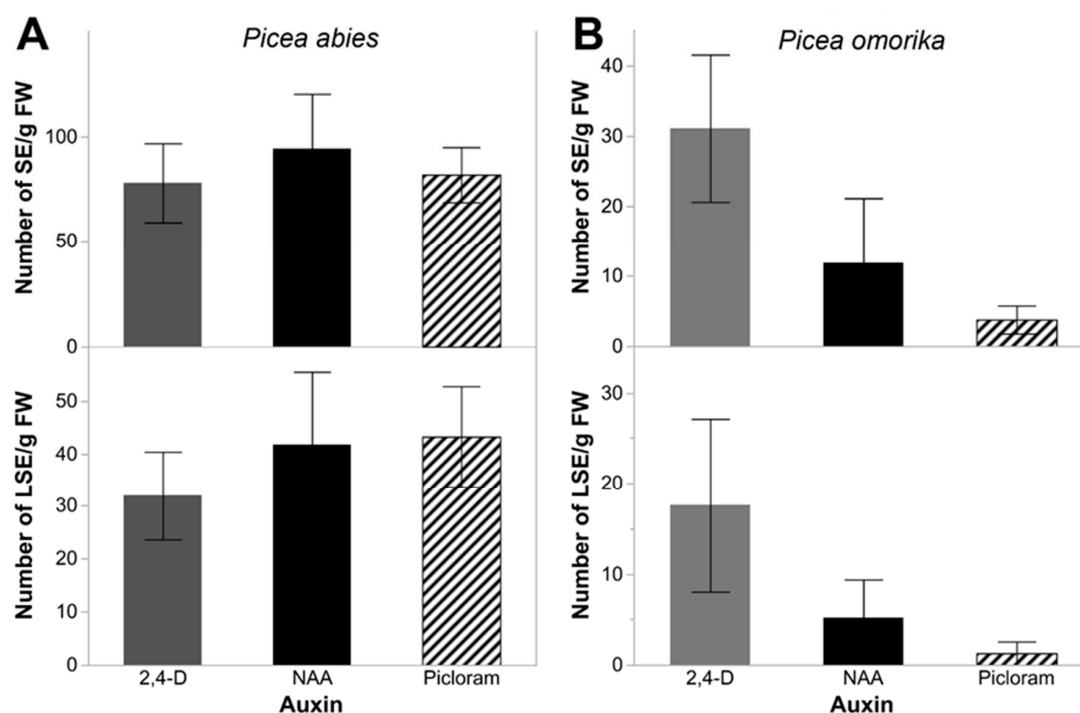 A
Picea abies
Number of SE/g FW
100
50
0
Number of LSE/g FW
50
40
30
20
10
0
2,4-D NAA Picloram
Auxin
B
Picea omorika
Number of SE/g FW
40
30
20
10
0
Number of LSE/g FW
30
20
10
0
2,4-D NAA Picloram
Auxin